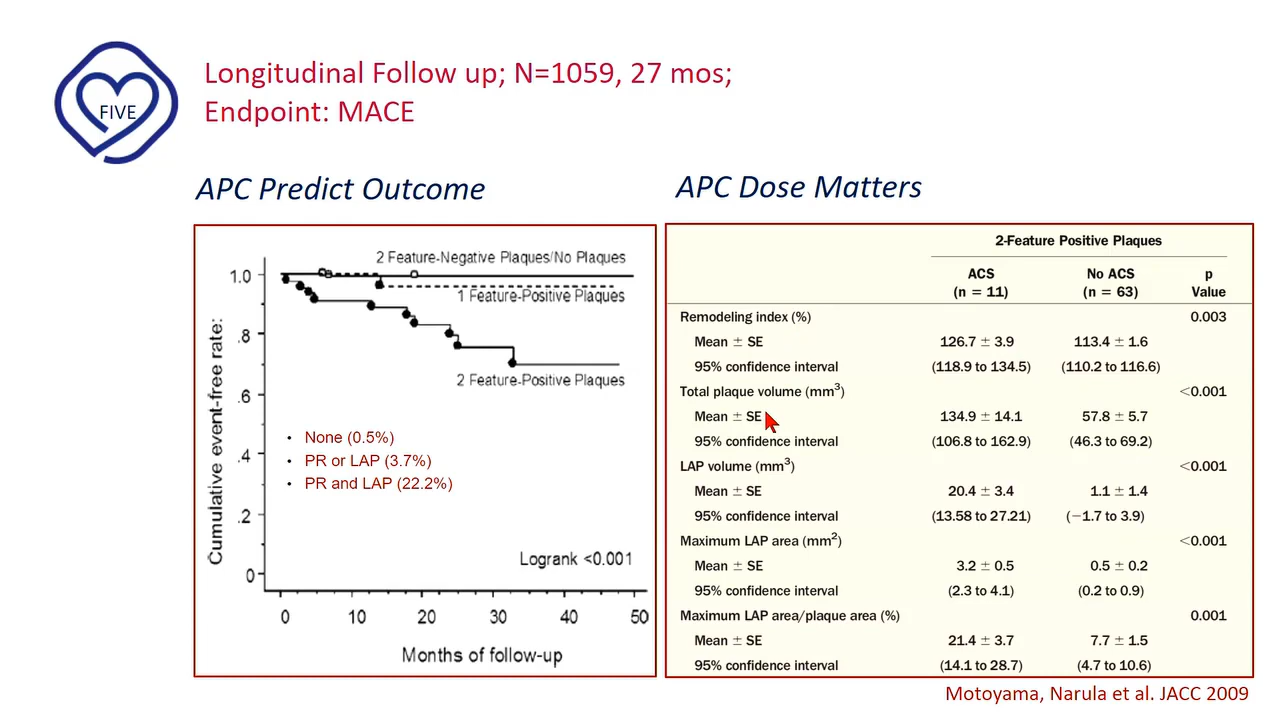 FIVE
Longitudinal Follow up; N=1059, 27 mos;
Endpoint: MACE
APC Predict Outcome
2 Feature-Negative Plaques/No Plaques
1 Feature-Positive Plaques
2 Feature-Positive Plaques
Cumulative event-free rate:
1.0
.8
.6
.4
.2
0
• None (0.5%)
• PR or LAP (3.7%)
• PR and LAP (22.2%)
Logrank <0.001
0 10 20 30 40 50
Months of follow-up
APC Dose Matters
2-Feature Positive Plaques
ACS No ACS p
(n = 11) (n = 63) Value
Remodeling index (%) 0.003
Mean ± SE 126.7 ± 3.9 113.4 ± 1.6
95% confidence interval (118.9 to 134.5) (110.2 to 116.6)
Total plaque volume (mm³) <0.001
Mean ± SE 134.9 ± 14.1 57.8 ± 5.7
95% confidence interval (106.8 to 162.9) (46.3 to 69.2)
LAP volume (mm³) <0.001
Mean ± SE 20.4 ± 3.4 1.1 ± 1.4
95% confidence interval (13.58 to 27.21) (−1.7 to 3.9)
Maximum LAP area (mm²) <0.001
Mean ± SE 3.2 ± 0.5 0.5 ± 0.2
95% confidence interval (2.3 to 4.1) (0.2 to 0.9)
Maximum LAP area/plaque area (%) 0.001
Mean ± SE 21.4 ± 3.7 7.7 ± 1.5
95% confidence interval (14.1 to 28.7) (4.7 to 10.6)
Motoyama, Narula et al. JACC 2009